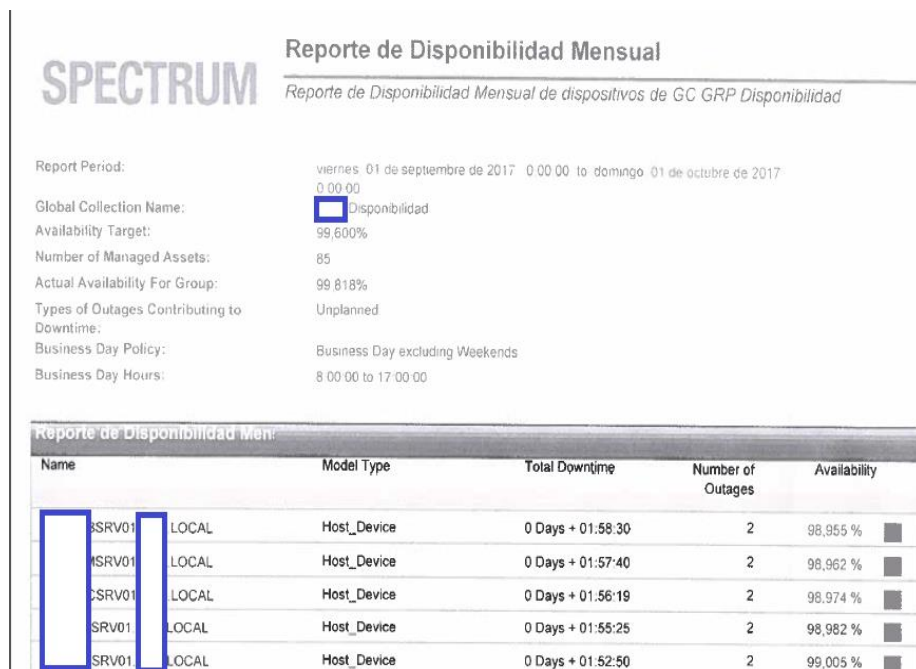 SPECTRUM
Reporte de Disponibilidad Mensual
Reporte de Disponibilidad Mensual de dispositivos de GC GRP Disponibilidad
Report Period: viernes 01 de septiembre de 2017 0 00 00 to domingo 01 de octubre de 2017
0 00 00
Global Collection Name: Disponibilidad
Availability Target: 99,600%
Number of Managed Assets: 85
Actual Availability For Group: 99 818%
Types of Outages Contributing to Unplanned
Downtime:
Business Day Policy: Business Day excluding Weekends
Business Day Hours: 8 00 00 to 17:00:00
Reporte de Disponibilidad Men
Name Model Type Total Downtime Number of Availability
Outages
SRV01 LOCAL Host_Device 0 Days + 01:58:30 2 98,955 %
SRV01 LOCAL Host_Device 0 Days + 01:57:40 2 98,962 %
SRV01 LOCAL Host_Device 0 Days + 01:56:19 2 98.974 %
SRV01. LOCAL Host_Device 0 Days + 01:55:25 2 98,982 %
SRV01. LOCAL Host_Device 0 Days + 01:52:50 2 99,005 %